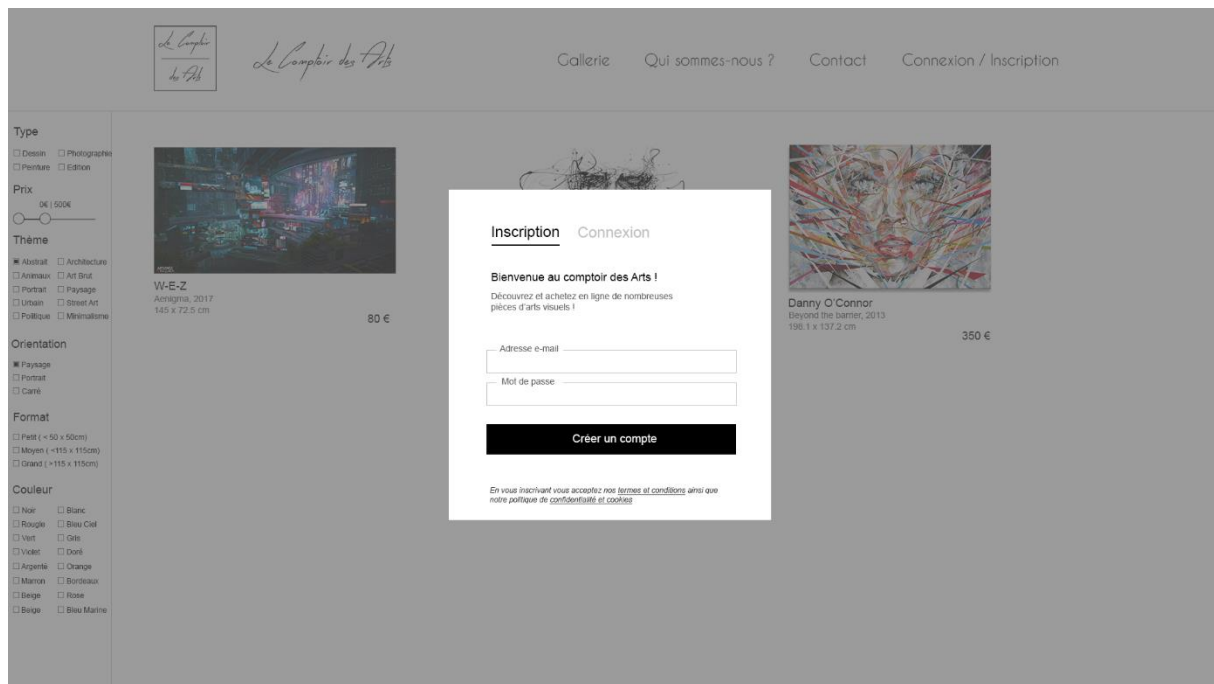 Le Comptoir
des Arts
Le Comptoir des Arts
Gallerie Qui sommes-nous ? Contact Connexion / Inscription
Type
Dessin Photographie
Peinture Edition
Prix
0€ | 500€
Thème
Abstrait Architecture
Animaux Art Brut
Portrait Paysage
Urbain Street Art
Politique Minimalisme
Orientation
Paysage
Portrait
Carré
Format
Petit ( < 50 x 50cm)
Moyen ( <115 x 115cm)
Grand ( >115 x 115cm)
Couleur
Noir Blanc
Rougle Bleu Ciel
Vert Gris
Violet Doré
Argenté Orange
Marron Bordeaux
Beige Rose
Beige Bleu Marine
W-E-Z
Aenigma, 2017
145 x 72.5 cm
80 €
Inscription Connexion
Bienvenue au comptoir des Arts !
Découvrez et achetez en ligne de nombreuses
pièces d'arts visuels !
Adresse e-mail
Mot de passe
Créer un compte
En vous inscrivant vous acceptez nos termes et conditions ainsi que
notre politique de confidentialité et cookies
Danny O'Connor
Beyond the barrier, 2013
198.1 x 137.2 cm
350 €